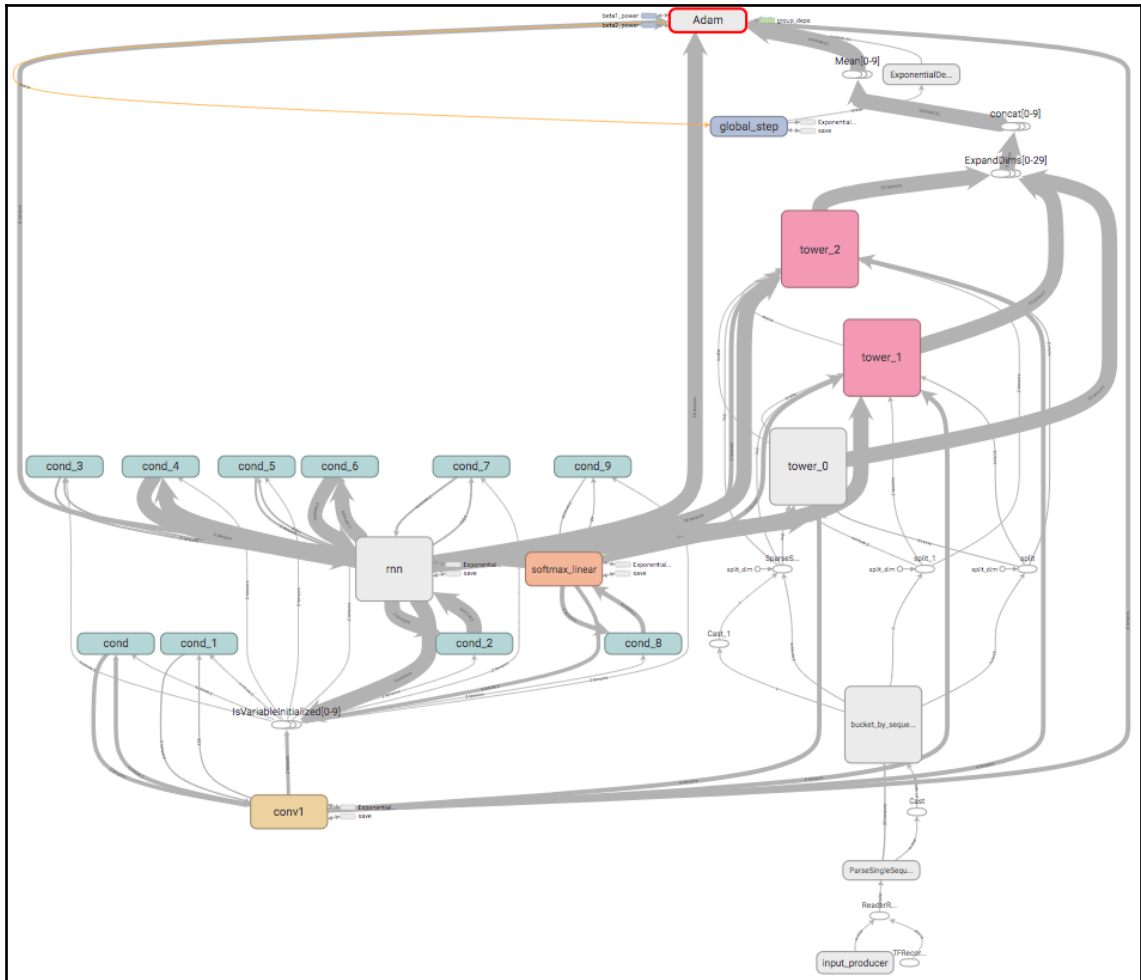 beta1_power
beta2_power
Adam
group_deps
Mean[0-9]
ExponentialDe...
global_step
Exponential...
save
concat[0-9]
ExpandDims[0-29]
tower_2
tower_1
tower_0
cond_3
cond_4
cond_5
cond_6
cond_7
cond_9
rnn
Exponential
save
softmax_linear
Exponential...
save
split_dim
SparseS...
split_dim
split_1
split_dim
split
cond
cond_1
cond_2
cond_8
Cast_1
IsVariableInitialized[0-9]
bucket_by_seque...
conv1
Exponential...
save
Cast
ParseSingleSequ...
ReaderR...
input_producer
TFRecor...